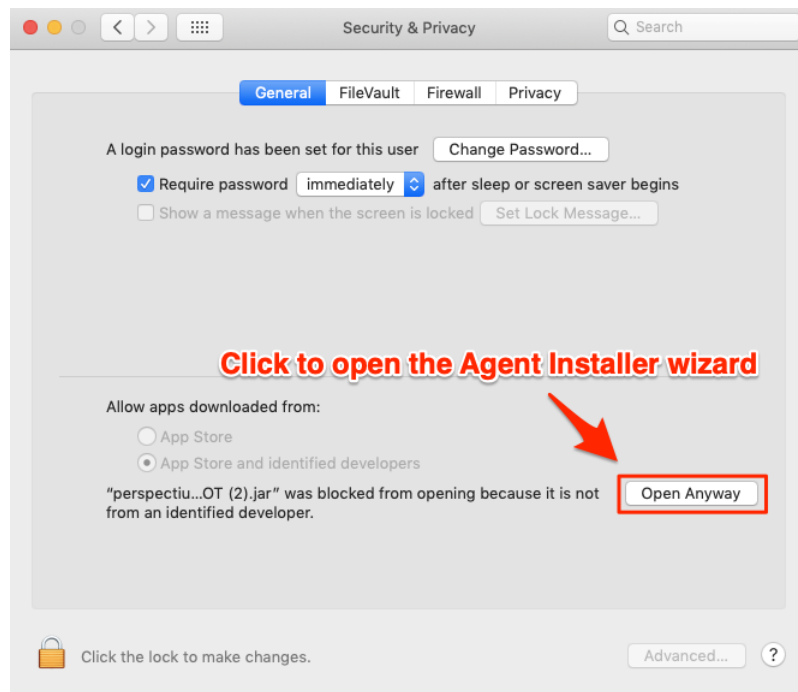 Security & Privacy
Search
General FileVault Firewall Privacy
A login password has been set for this user Change Password...
Require password immediately after sleep or screen saver begins
Show a message when the screen is locked Set Lock Message...
Click to open the Agent Installer wizard
Allow apps downloaded from:
App Store
App Store and identified developers
“perspectiu...OT (2).jar” was blocked from opening because it is not Open Anyway
from an identified developer.
Click the lock to make changes. Advanced... ?